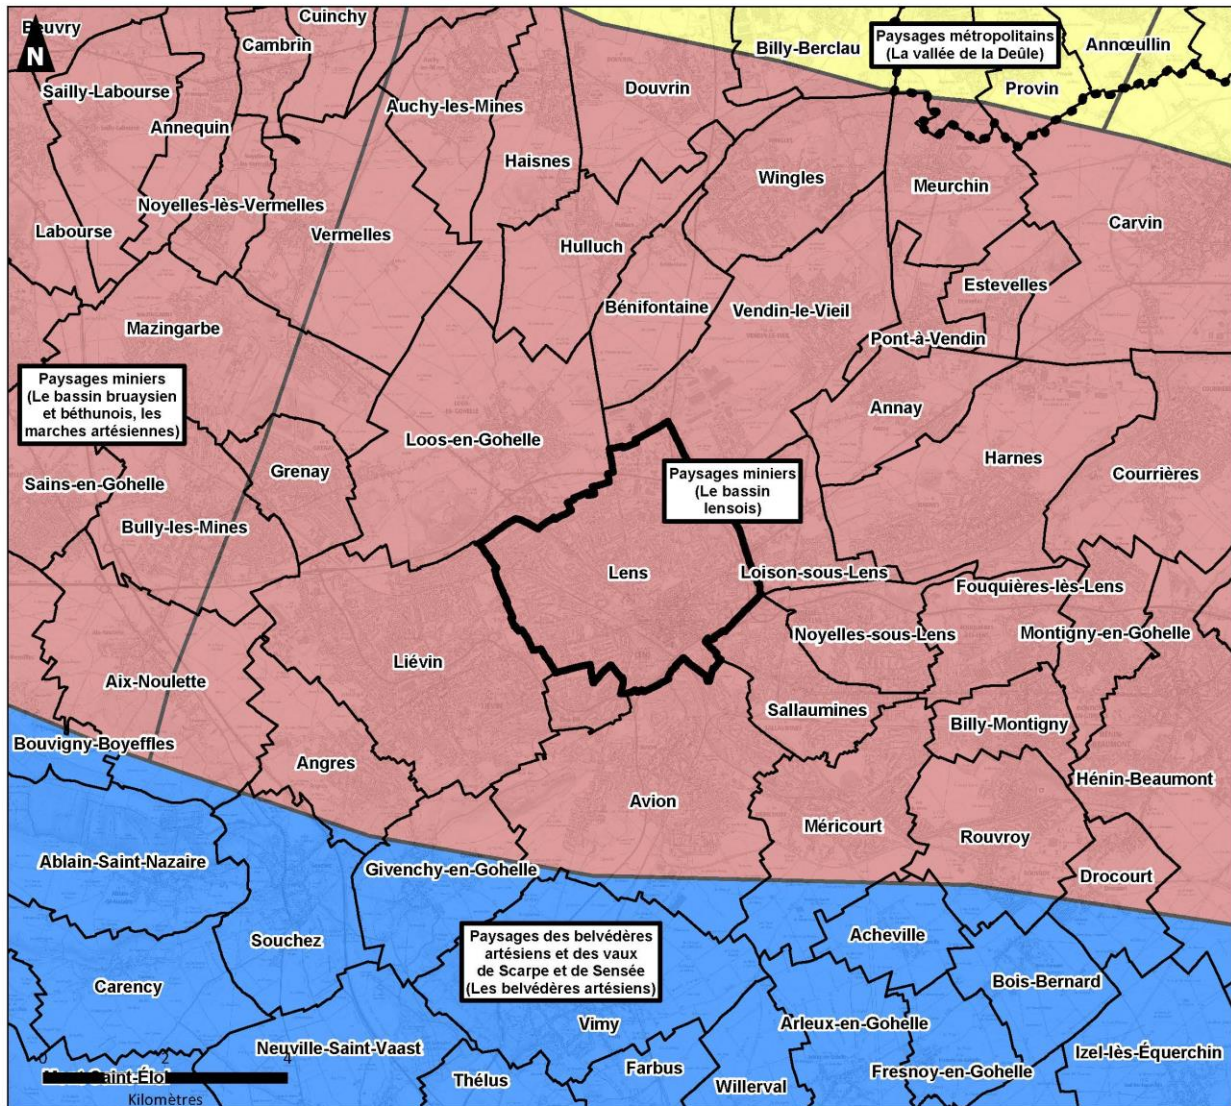 Beuvry
N
Cuinchy
Cambrin
Billy-Berclau
Paysages métropolitains
(La vallée de la Deûle)
Annœullin
Sailly-Labourse
Douvrin
Provin
Annequin
Auchy-les-Mines
Haisnes
Wingles
Meurchin
Noyelles-lès-Vermelles
Labourse
Vermelles
Hulluch
Carvin
Estevelles
Bénifontaine
Vendin-le-Vieil
Mazingarbe
Pont-à-Vendin
Paysages miniers
(Le bassin bruaysien
et béthunois, les
marches artésiennes)
Annay
Loos-en-Gohelle
Harnes
Grenay
Paysages miniers
(Le bassin
lensois)
Courrières
Sains-en-Gohelle
Bully-les-Mines
Lens
Loison-sous-Lens
Fouquières-lès-Lens
Noyelles-sous-Lens
Montigny-en-Gohelle
Liévin
Aix-Noulette
Sallaumines
Billy-Montigny
Bouvigny-Boyeffles
Angres
Hénin-Beaumont
Avion
Méricourt
Rouvroy
Ablain-Saint-Nazaire
Givenchy-en-Gohelle
Drocourt
Souchez
Paysages des belvédères
artésiens et des vaux
de Scarpe et de Sensée
(Les belvédères artésiens)
Acheville
Carency
Bois-Bernard
Vimy
Arleux-en-Gohelle
Neuville-Saint-Vaast
Izel-lès-Équerchin
0 2 4
Farbus
Fresnoy-en-Gohelle
Mont-Saint-Éloi
Thélus
Willerval
Kilomètres